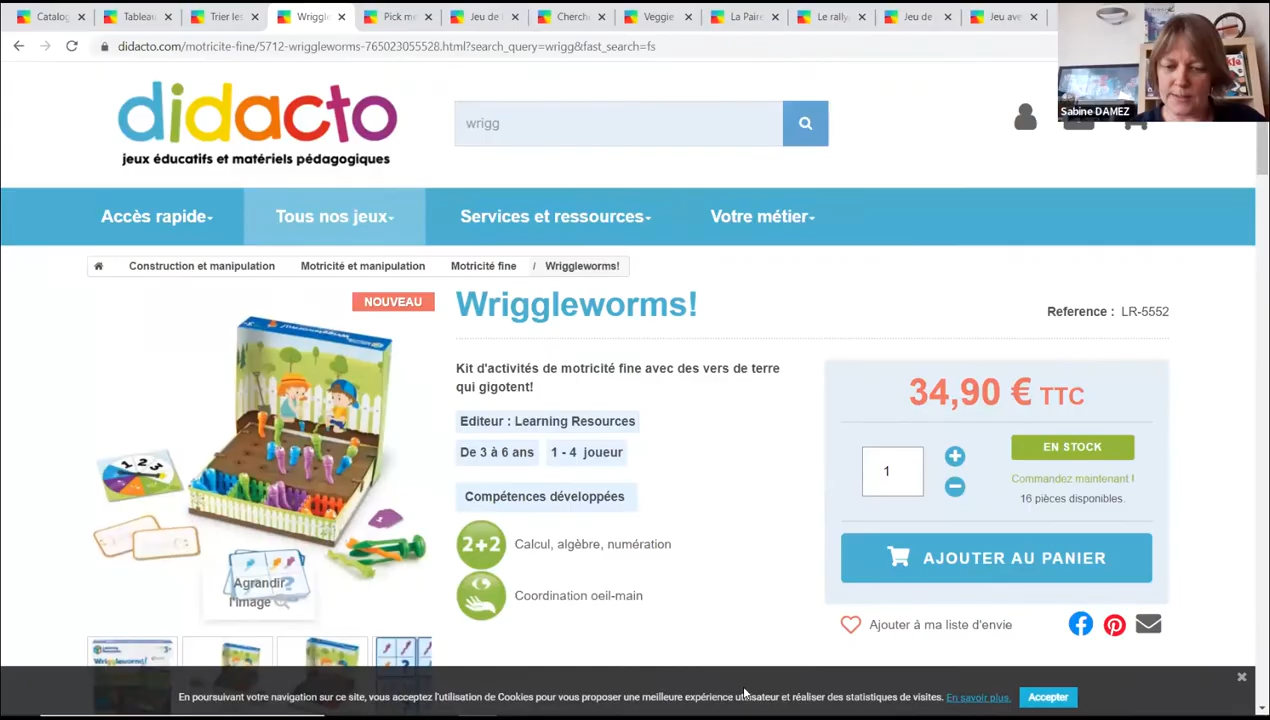 Catalog
Tableau
Trier les
Wriggle
Pick me
Jeu de l
Cherche
Veggie
La Paire
Le rally
Jeu de
Jeu ave
didacto.com/motricite-fine/5712-wriggleworms-765023055528.html?search_query=wrigg&fast_search=fs
Sabine DAMEZ
didacto
jeux éducatifs et matériels pédagogiques
wrigg
Accès rapide
Tous nos jeux
Services et ressources
Votre métier
Construction et manipulation
Motricité et manipulation
Motricité fine
/ Wriggleworms!
NOUVEAU
Wriggleworms!
Reference : LR-5552
Kit d'activités de motricité fine avec des vers de terre
qui gigotent!
Editeur : Learning Resources
De 3 à 6 ans
1 - 4 joueur
Compétences développées
2+2
Calcul, algèbre, numération
Coordination oeil-main
34,90 € TTC
1
EN STOCK
Commandez maintenant !
16 pièces disponibles.
AJOUTER AU PANIER
Ajouter à ma liste d'envie
1 2 3
Agrandir
l'image
Wriggleworms!
En poursuivant votre navigation sur ce site, vous acceptez l'utilisation de Cookies pour vous proposer une meilleure expérience utilisateur et réaliser des statistiques de visites. En savoir plus.
Accepter